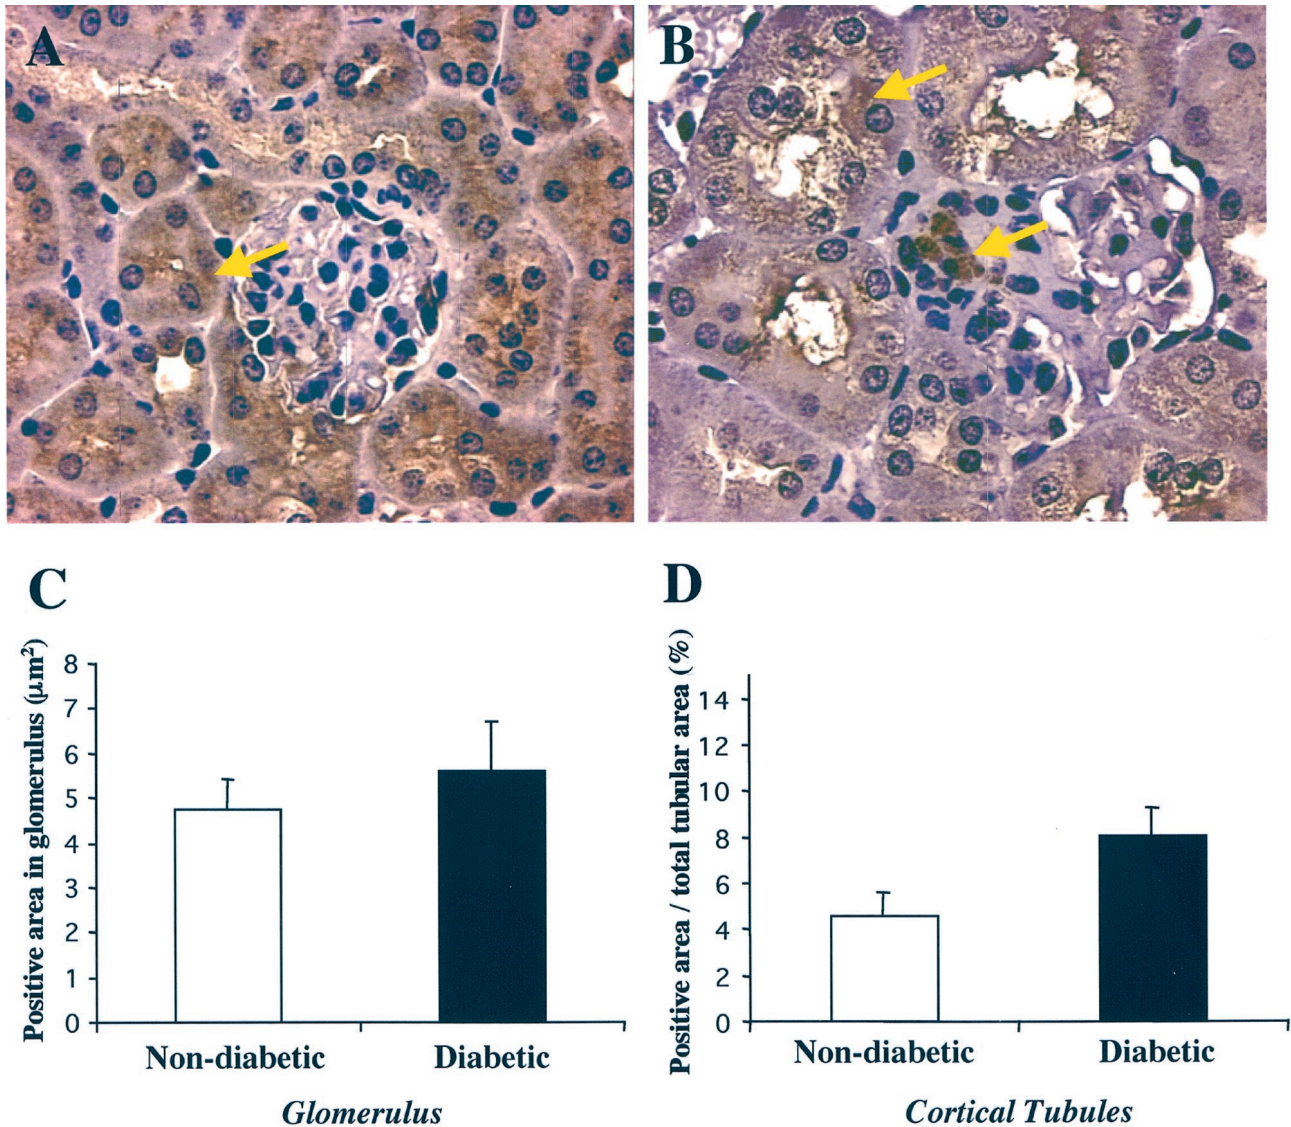 A
B
C
D
Positive area in glomerulus (μm²)
8
7
6
5
4
3
2
1
0
Non-diabetic
Diabetic
Glomerulus
Positive area / total tubular area (%)
14
12
10
8
6
4
2
0
Non-diabetic
Diabetic
Cortical Tubules